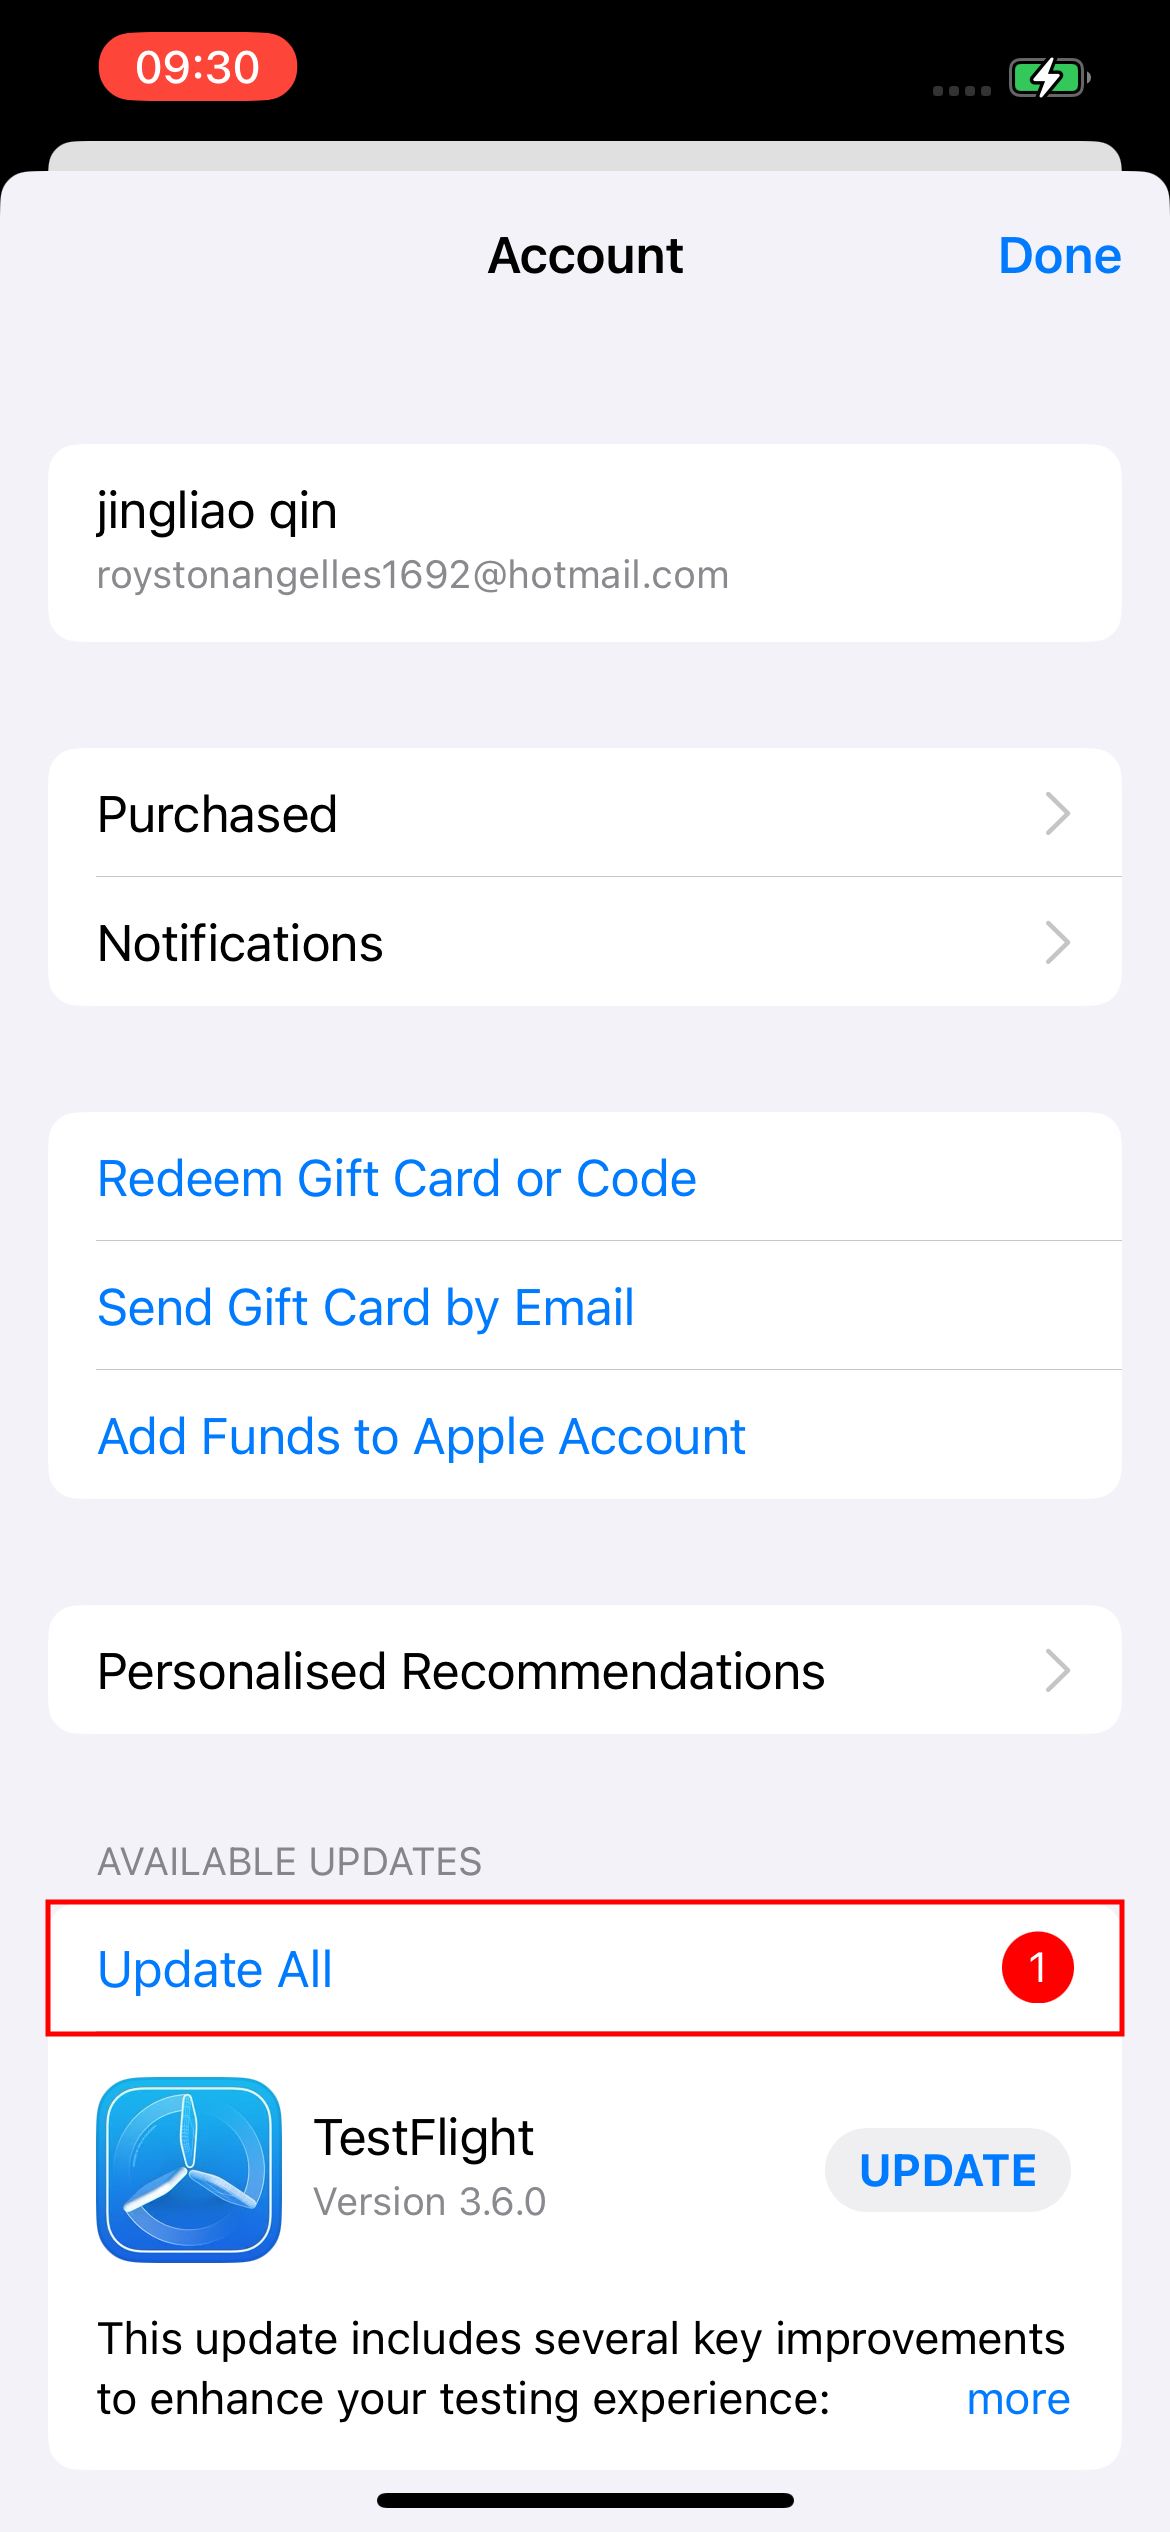 09:30
Account
Done
jingliao qin
roystonangelles1692@hotmail.com
Purchased
Notifications
Redeem Gift Card or Code
Send Gift Card by Email
Add Funds to Apple Account
Personalised Recommendations
AVAILABLE UPDATES
Update All
1
TestFlight
Version 3.6.0
UPDATE
This update includes several key improvements
to enhance your testing experience:
more